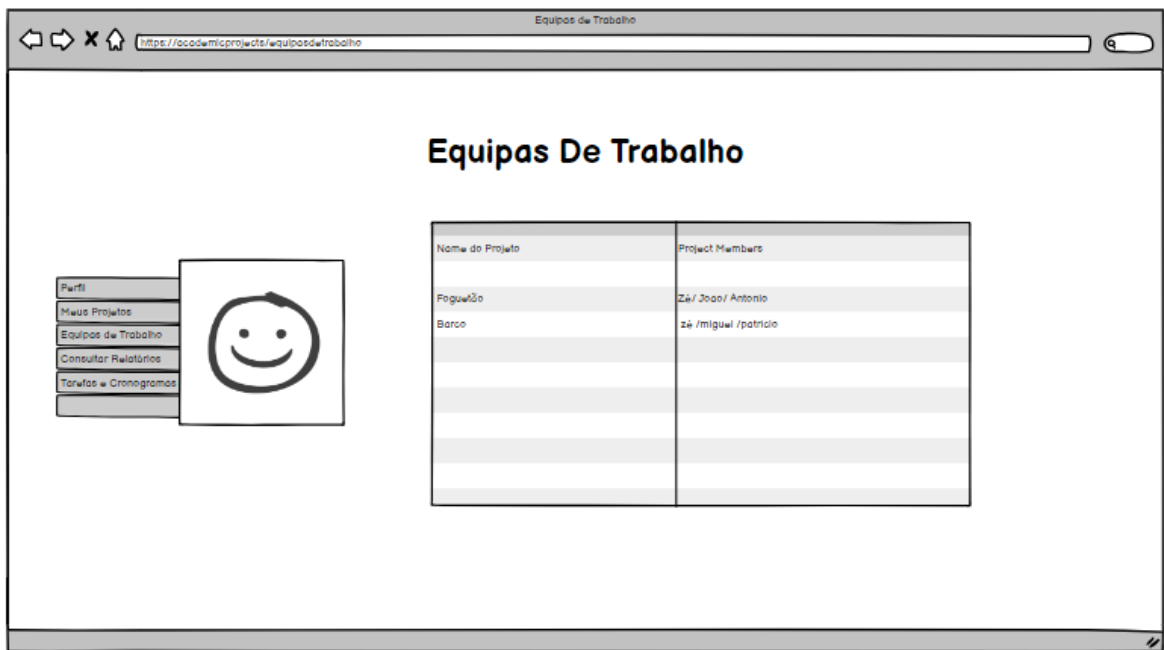 Equipas de Trabalho
https://academicprojects/equipasdetrabalho
Equipas De Trabalho
Perfil
Meus Projetos
Equipas de Trabalho
Consultar Relatórios
Tarefas e Cronogramas
Name do Projeto Project Members
Foguetão Zé/ Joao/ Antonio
Barco zé /miguel /patricio